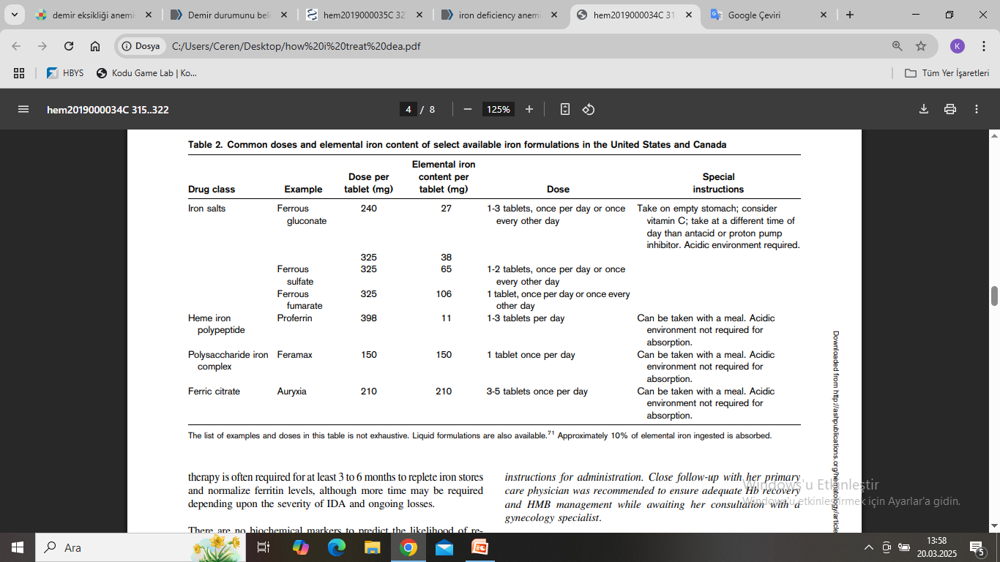 demir eksikliği anemis
Demir durumunu beli
hem2019000035C 32
iron deficiency anemi
hem2019000034C 31
Google Çeviri
Dosya
C:/Users/Ceren/Desktop/how%20i%20treat%20dea.pdf
K
HBYS
Kodu Game Lab | Ko...
Tüm Yer İşaretleri
hem2019000034C 315..322
4 / 8
125%
Table 2. Common doses and elemental iron content of select available iron formulations in the United States and Canada
Drug class Example Dose per tablet (mg) Elemental iron content per tablet (mg) Dose Special instructions
Iron salts Ferrous 240 27 1-3 tablets, once per day or once Take on empty stomach; consider
gluconate every other day vitamin C; take at a different time of
day than antacid or proton pump
inhibitor. Acidic environment required.
325 38
Ferrous 325 65 1-2 tablets, once per day or once
sulfate every other day
Ferrous 325 106 1 tablet, once per day or once every
fumarate other day
Heme iron Proferrin 398 11 1-3 tablets per day Can be taken with a meal. Acidic
polypeptide environment not required for
absorption.
Polysaccharide iron Feramax 150 150 1 tablet once per day Can be taken with a meal. Acidic
complex environment not required for
absorption.
Ferric citrate Auryxia 210 210 3-5 tablets once per day Can be taken with a meal. Acidic
environment not required for
absorption.
The list of examples and doses in this table is not exhaustive. Liquid formulations are also available.71 Approximately 10% of elemental iron ingested is absorbed.
therapy is often required for at least 3 to 6 months to replete iron stores
and normalize ferritin levels, although more time may be required
depending upon the severity of IDA and ongoing losses.
There are no biochemical markers to predict the likelihood of re-
instructions for administration. Close follow-up with her primary
care physician was recommended to ensure adequate Hb recovery
and HMB management while awaiting her consultation with a
gynecology specialist.
Downloaded from http://ashpublications.org/hematology/article
Windows'u Etkinleştir
Windows'u etkinleştirmek için Ayarlar'a gidin.
Ara
13:58
20.03.2025
5